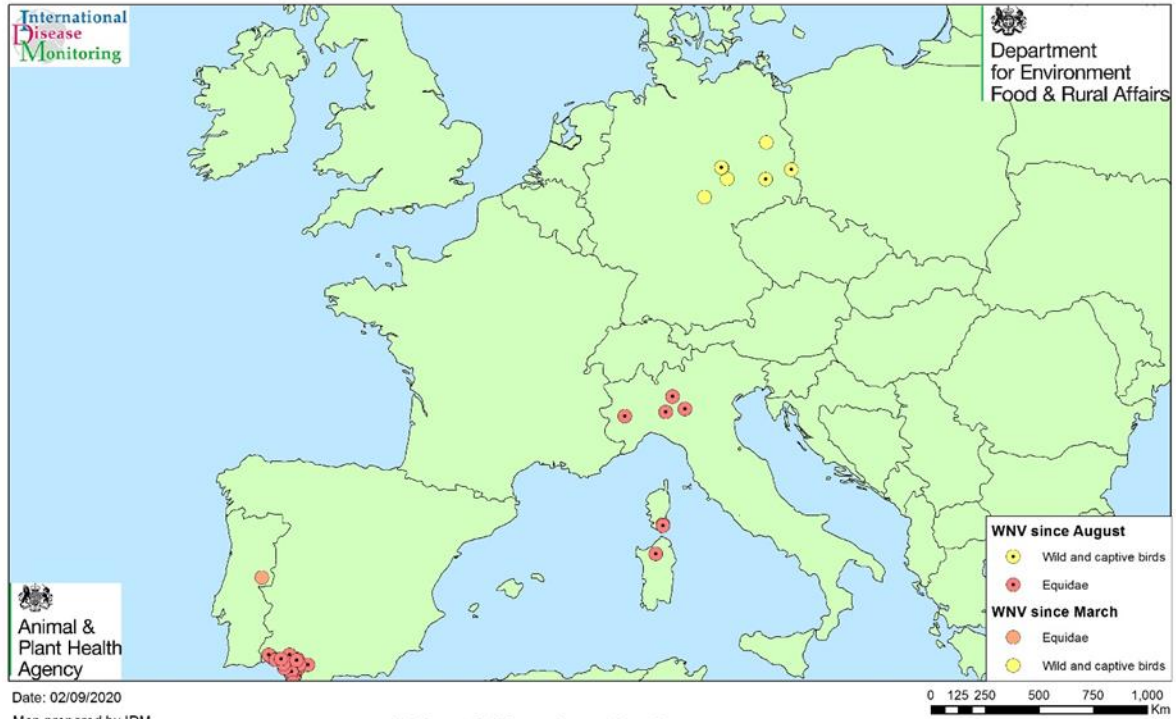 International
Disease
Monitoring
Department
for Environment
Food & Rural Affairs
WNV since August
Wild and captive birds
Equidae
WNV since March
Equidae
Wild and captive birds
Animal &
Plant Health
Agency
Date: 02/09/2020
0 125 250 500 750 1,000
Km